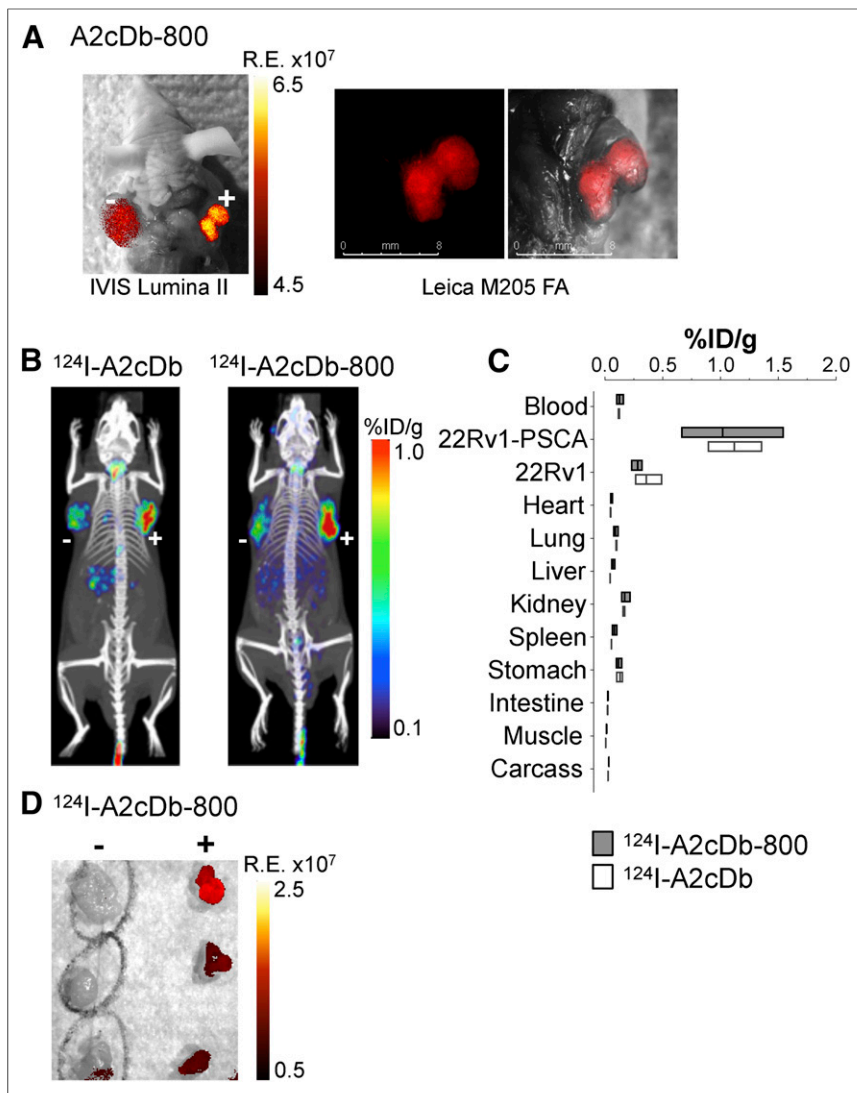 A A2cDb-800
R.E. x10⁷
6.5
4.5
- +
IVIS Lumina II
0 mm 8
0 mm 8
Leica M205 FA
B ¹²⁴I-A2cDb ¹²⁴I-A2cDb-800
%ID/g
1.0
0.1
- +
- +
C %ID/g
0.0 0.5 1.0 1.5 2.0
Blood
22Rv1-PSCA
22Rv1
Heart
Lung
Liver
Kidney
Spleen
Stomach
Intestine
Muscle
Carcass
¹²⁴I-A2cDb-800
¹²⁴I-A2cDb
D ¹²⁴I-A2cDb-800
- +
R.E. x10⁷
2.5
0.5